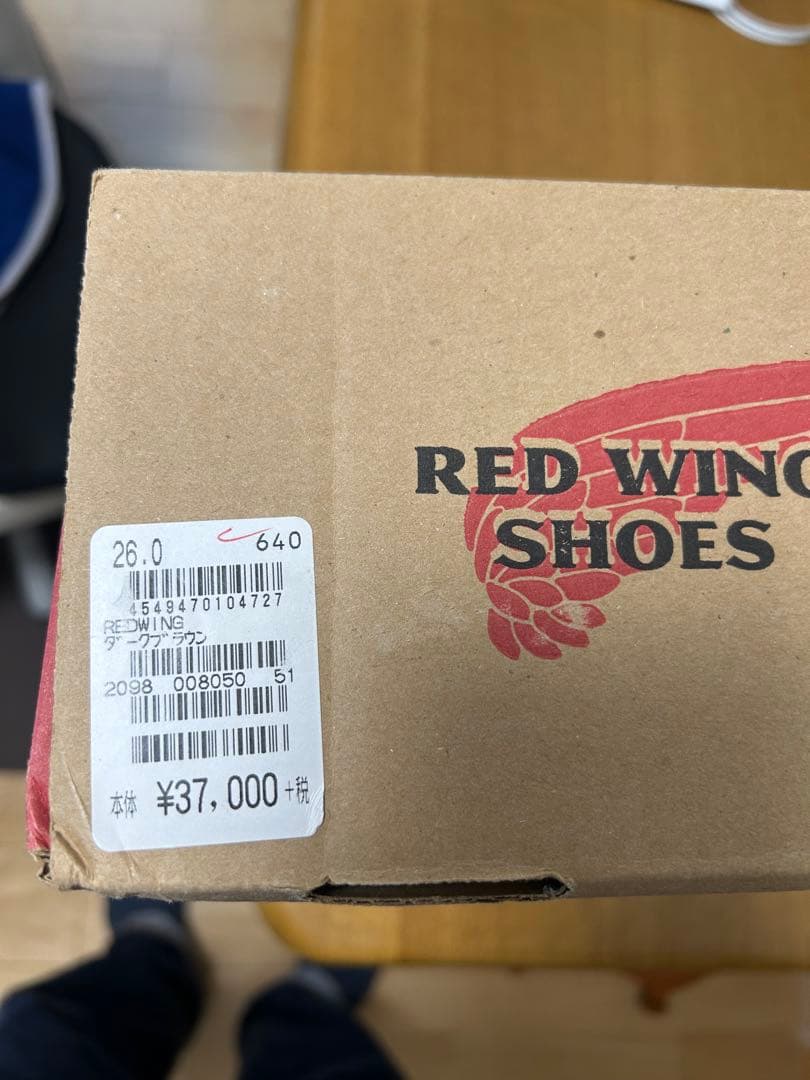 RED WING
SHOES
26.0 640
4549470104727
REDWING
ダークブラウン
2098 008050 51
本体 ¥37,000+税